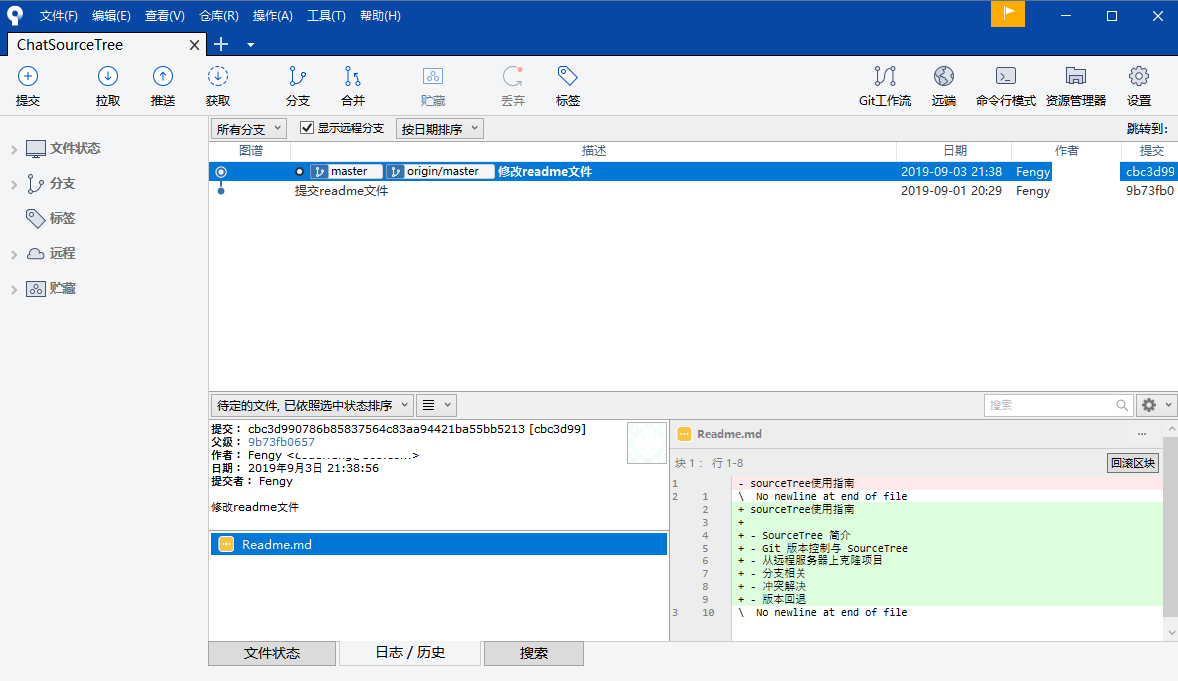 文件(F) 编辑(E) 查看(V) 仓库(R) 操作(A) 工具(T) 帮助(H)
ChatSourceTree
提交 拉取 推送 获取 分支 合并 贮藏 丢弃 标签 Git工作流 远端 命令行模式 资源管理器 设置
所有分支 显示远程分支 按日期排序 跳转到:
图谱 描述 日期 作者 提交
master origin/master 修改readme文件 2019-09-03 21:38 Fengy cbc3d99
提交readme文件 2019-09-01 20:29 Fengy 9b73fb0
文件状态
分支
标签
远程
贮藏
待定的文件, 已依照选中状态排序 搜索
提交: cbc3d990786b85837564c83aa94421ba55bb5213 [cbc3d99]
父级: 9b73fb0657
作者: Fengy <
日期: 2019年9月3日 21:38:56
提交者: Fengy
修改readme文件
Readme.md
Readme.md
块 1: 行 1-8 回滚区块
1 - sourceTree使用指南
2 1 \ No newline at end of file
2 + sourceTree使用指南
3 +
4 + - SourceTree 简介
5 + - Git 版本控制与 SourceTree
6 + - 从远程服务器上克隆项目
7 + - 分支相关
8 + - 冲突解决
9 + - 版本回退
3 10 \ No newline at end of file
文件状态 日志 / 历史 搜索